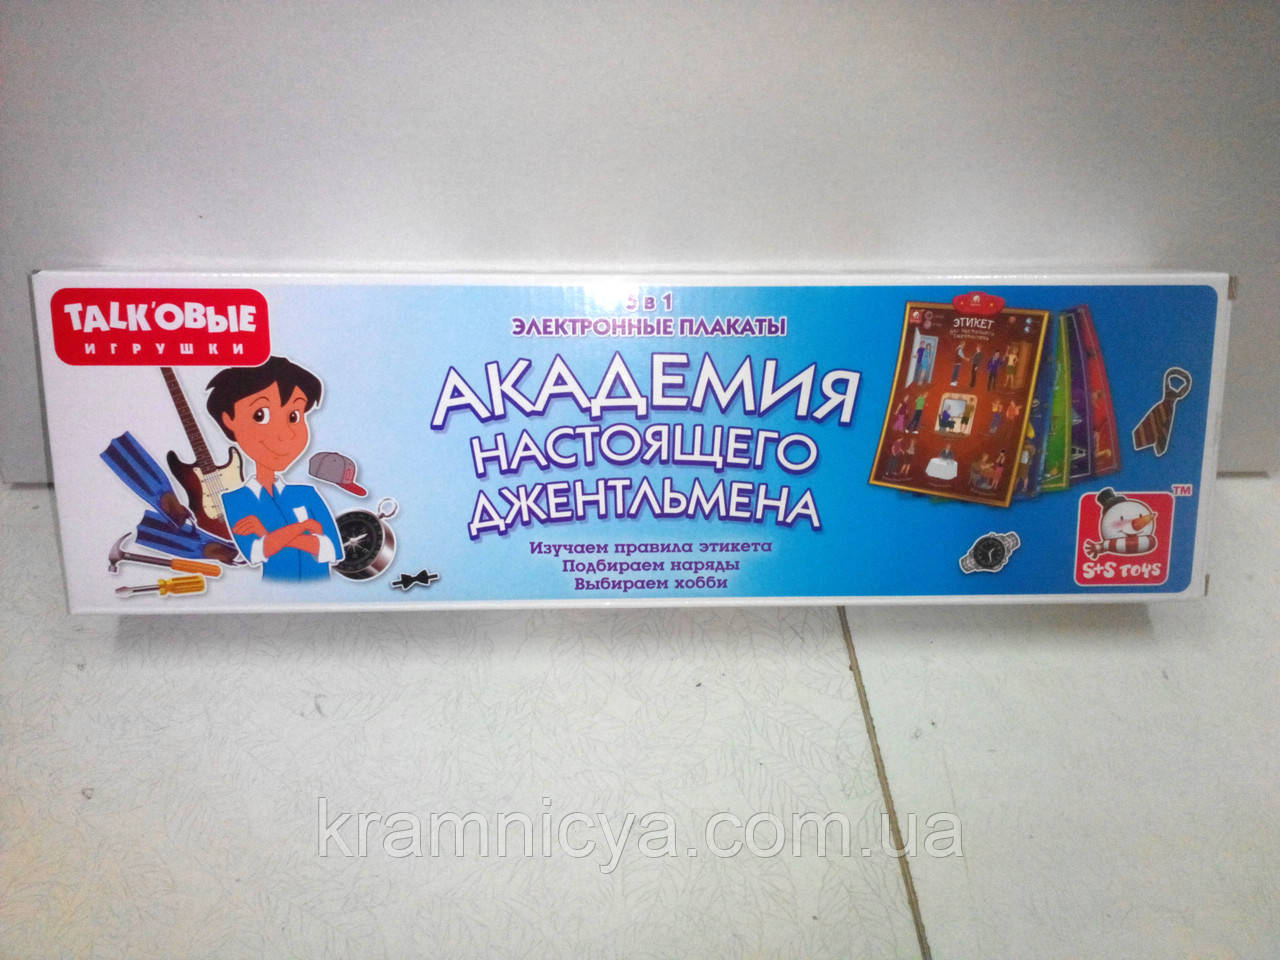 TALK'ОВЫЕ
ИГРУШКИ
5 в 1
ЭЛЕКТРОННЫЕ ПЛАКАТЫ
АКАДЕМИЯ
НАСТОЯЩЕГО
ДЖЕНТЛЬМЕНА
Изучаем правила этикета
Подбираем наряды
Выбираем хобби
ЭТИКЕТ
TM
S+S TOYS
kramnicya.com.ua